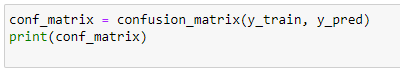 conf_matrix = confusion_matrix(y_train, y_pred)
print(conf_matrix)